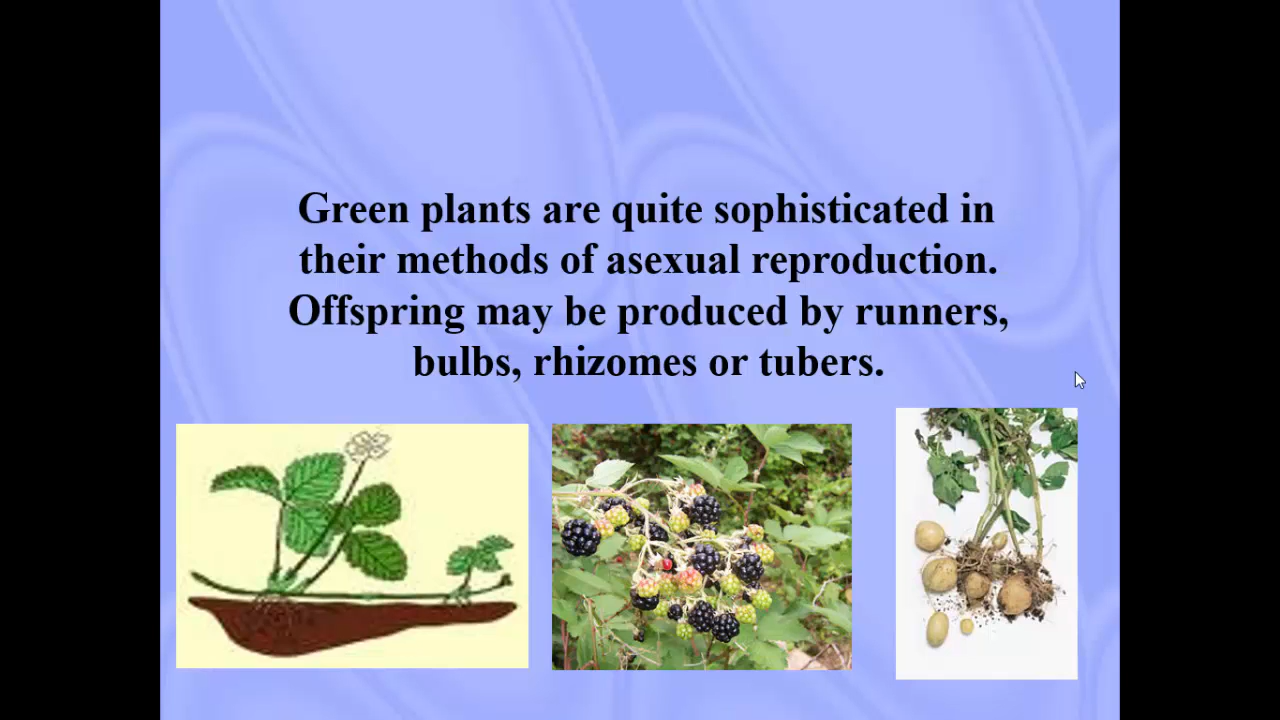 Green plants are quite sophisticated in
their methods of asexual reproduction.
Offspring may be produced by runners,
bulbs, rhizomes or tubers.